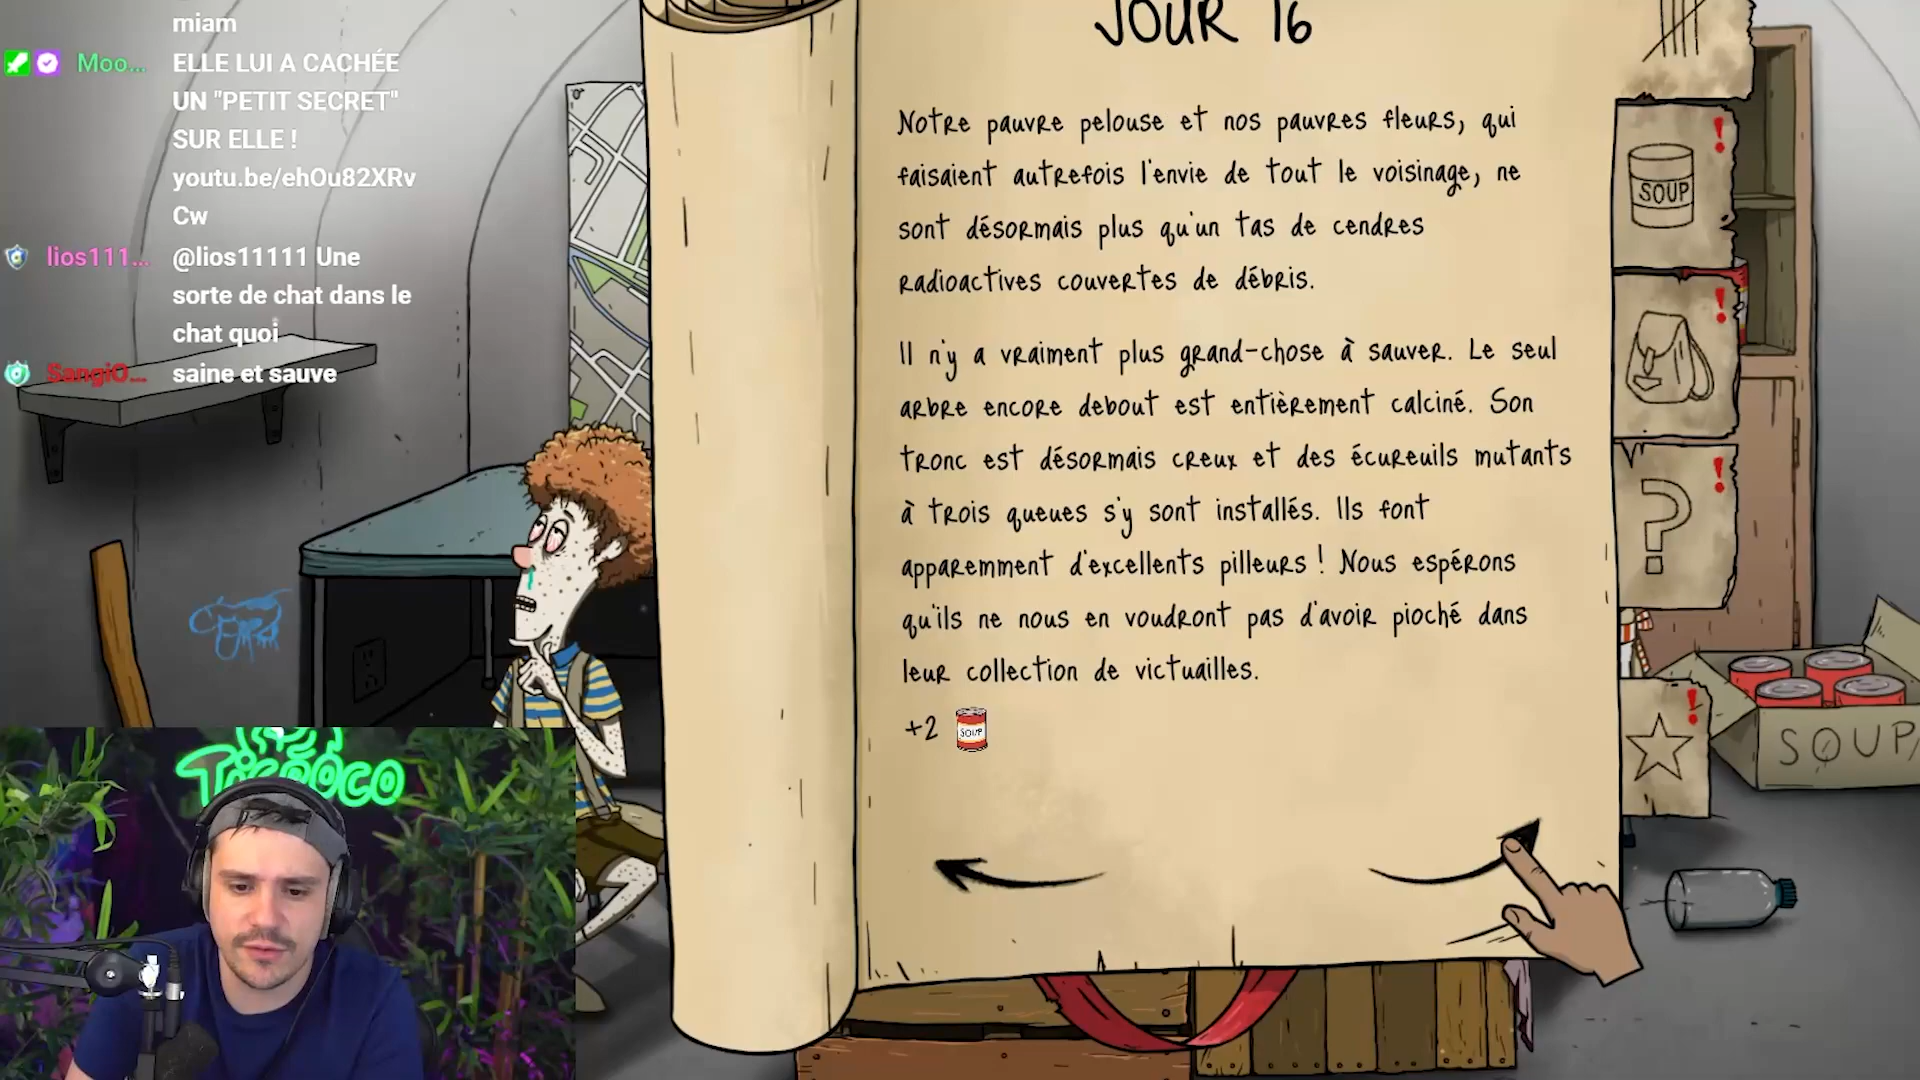 miam
Moo... ELLE LUI A CACHÉE
UN "PETIT SECRET"
SUR ELLE !
youtu.be/ehOu82XRv
Cw
lios111... @lios11111 Une
sorte de chat dans le
chat quoi
SangiO... saine et sauve
JOUR 16
Notre pauvre pelouse et nos pauvres fleurs, qui
faisaient autrefois l'envie de tout le voisinage, ne
sont désormais plus qu'un tas de cendres
radioactives couvertes de débris.
Il n'y a vraiment plus grand-chose à sauver. Le seul
arbre encore debout est entièrement calciné. Son
tronc est désormais creux et des écureuils mutants
à trois queues s'y sont installés. Ils font
apparemment d'excellents pilleurs ! Nous espérons
qu'ils ne nous en voudront pas d'avoir pioché dans
leur collection de victuailles.
+2 SOUP
SOUP
!
!
?
!
!
SOUP